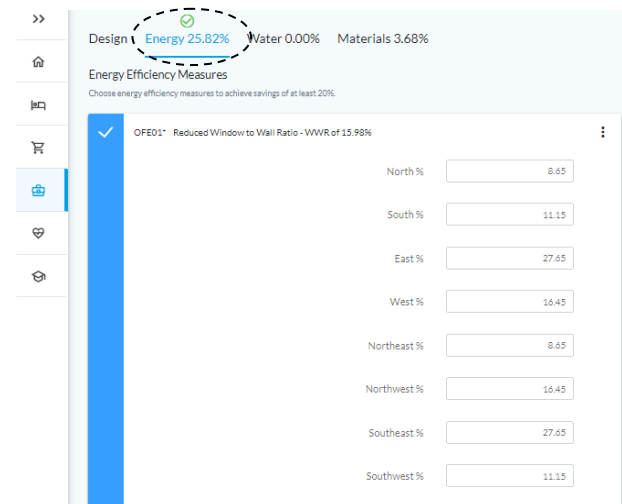 Design Energy 25.82% Water 0.00% Materials 3.68%
Energy Efficiency Measures
Choose energy efficiency measures to achieve savings of at least 20%.
OFE01* Reduced Window to Wall Ratio - WWR of 15.98%
North % 8.65
South % 11.15
East % 27.65
West % 16.45
Northeast % 8.65
Northwest % 16.45
Southeast % 27.65
Southwest % 11.15